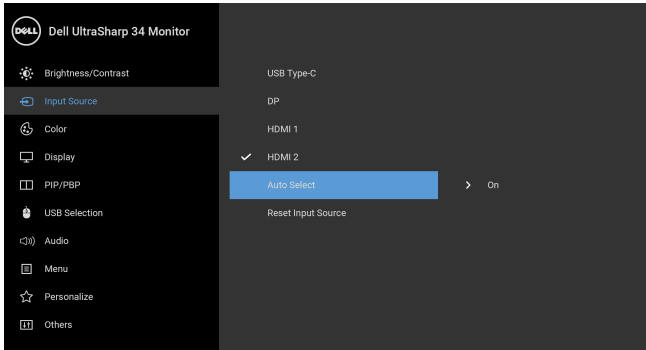 DELL Dell UltraSharp 34 Monitor
Brightness/Contrast
Input Source
Color
Display
PIP/PBP
USB Selection
Audio
Menu
Personalize
Others
USB Type-C
DP
HDMI 1
HDMI 2
Auto Select On
Reset Input Source